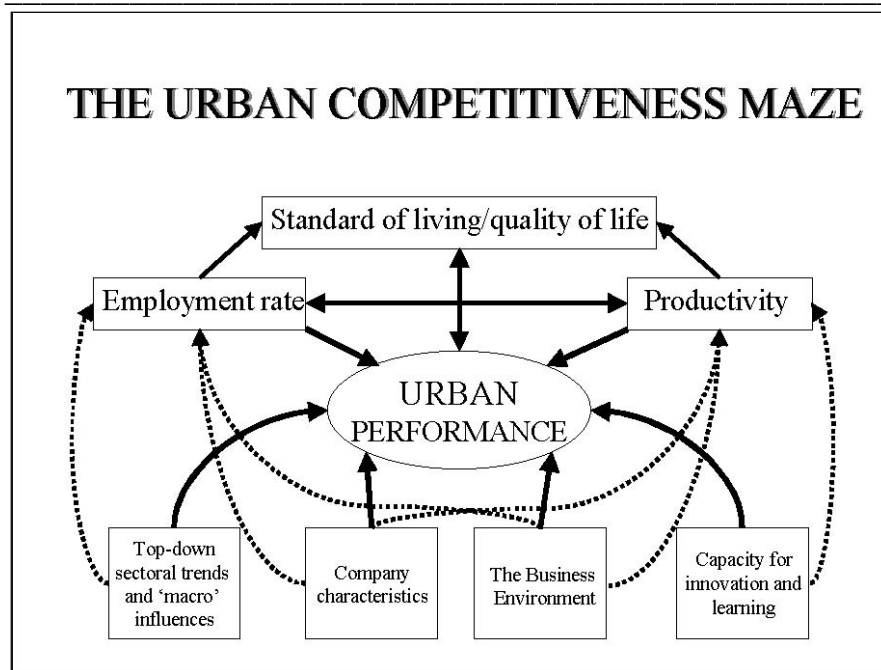 THE URBAN COMPETITIVENESS MAZE
Standard of living/quality of life
Employment rate
Productivity
URBAN
PERFORMANCE
Top-down
sectoral trends
and ‘macro’
influences
Company
characteristics
The Business
Environment
Capacity for
innovation and
learning